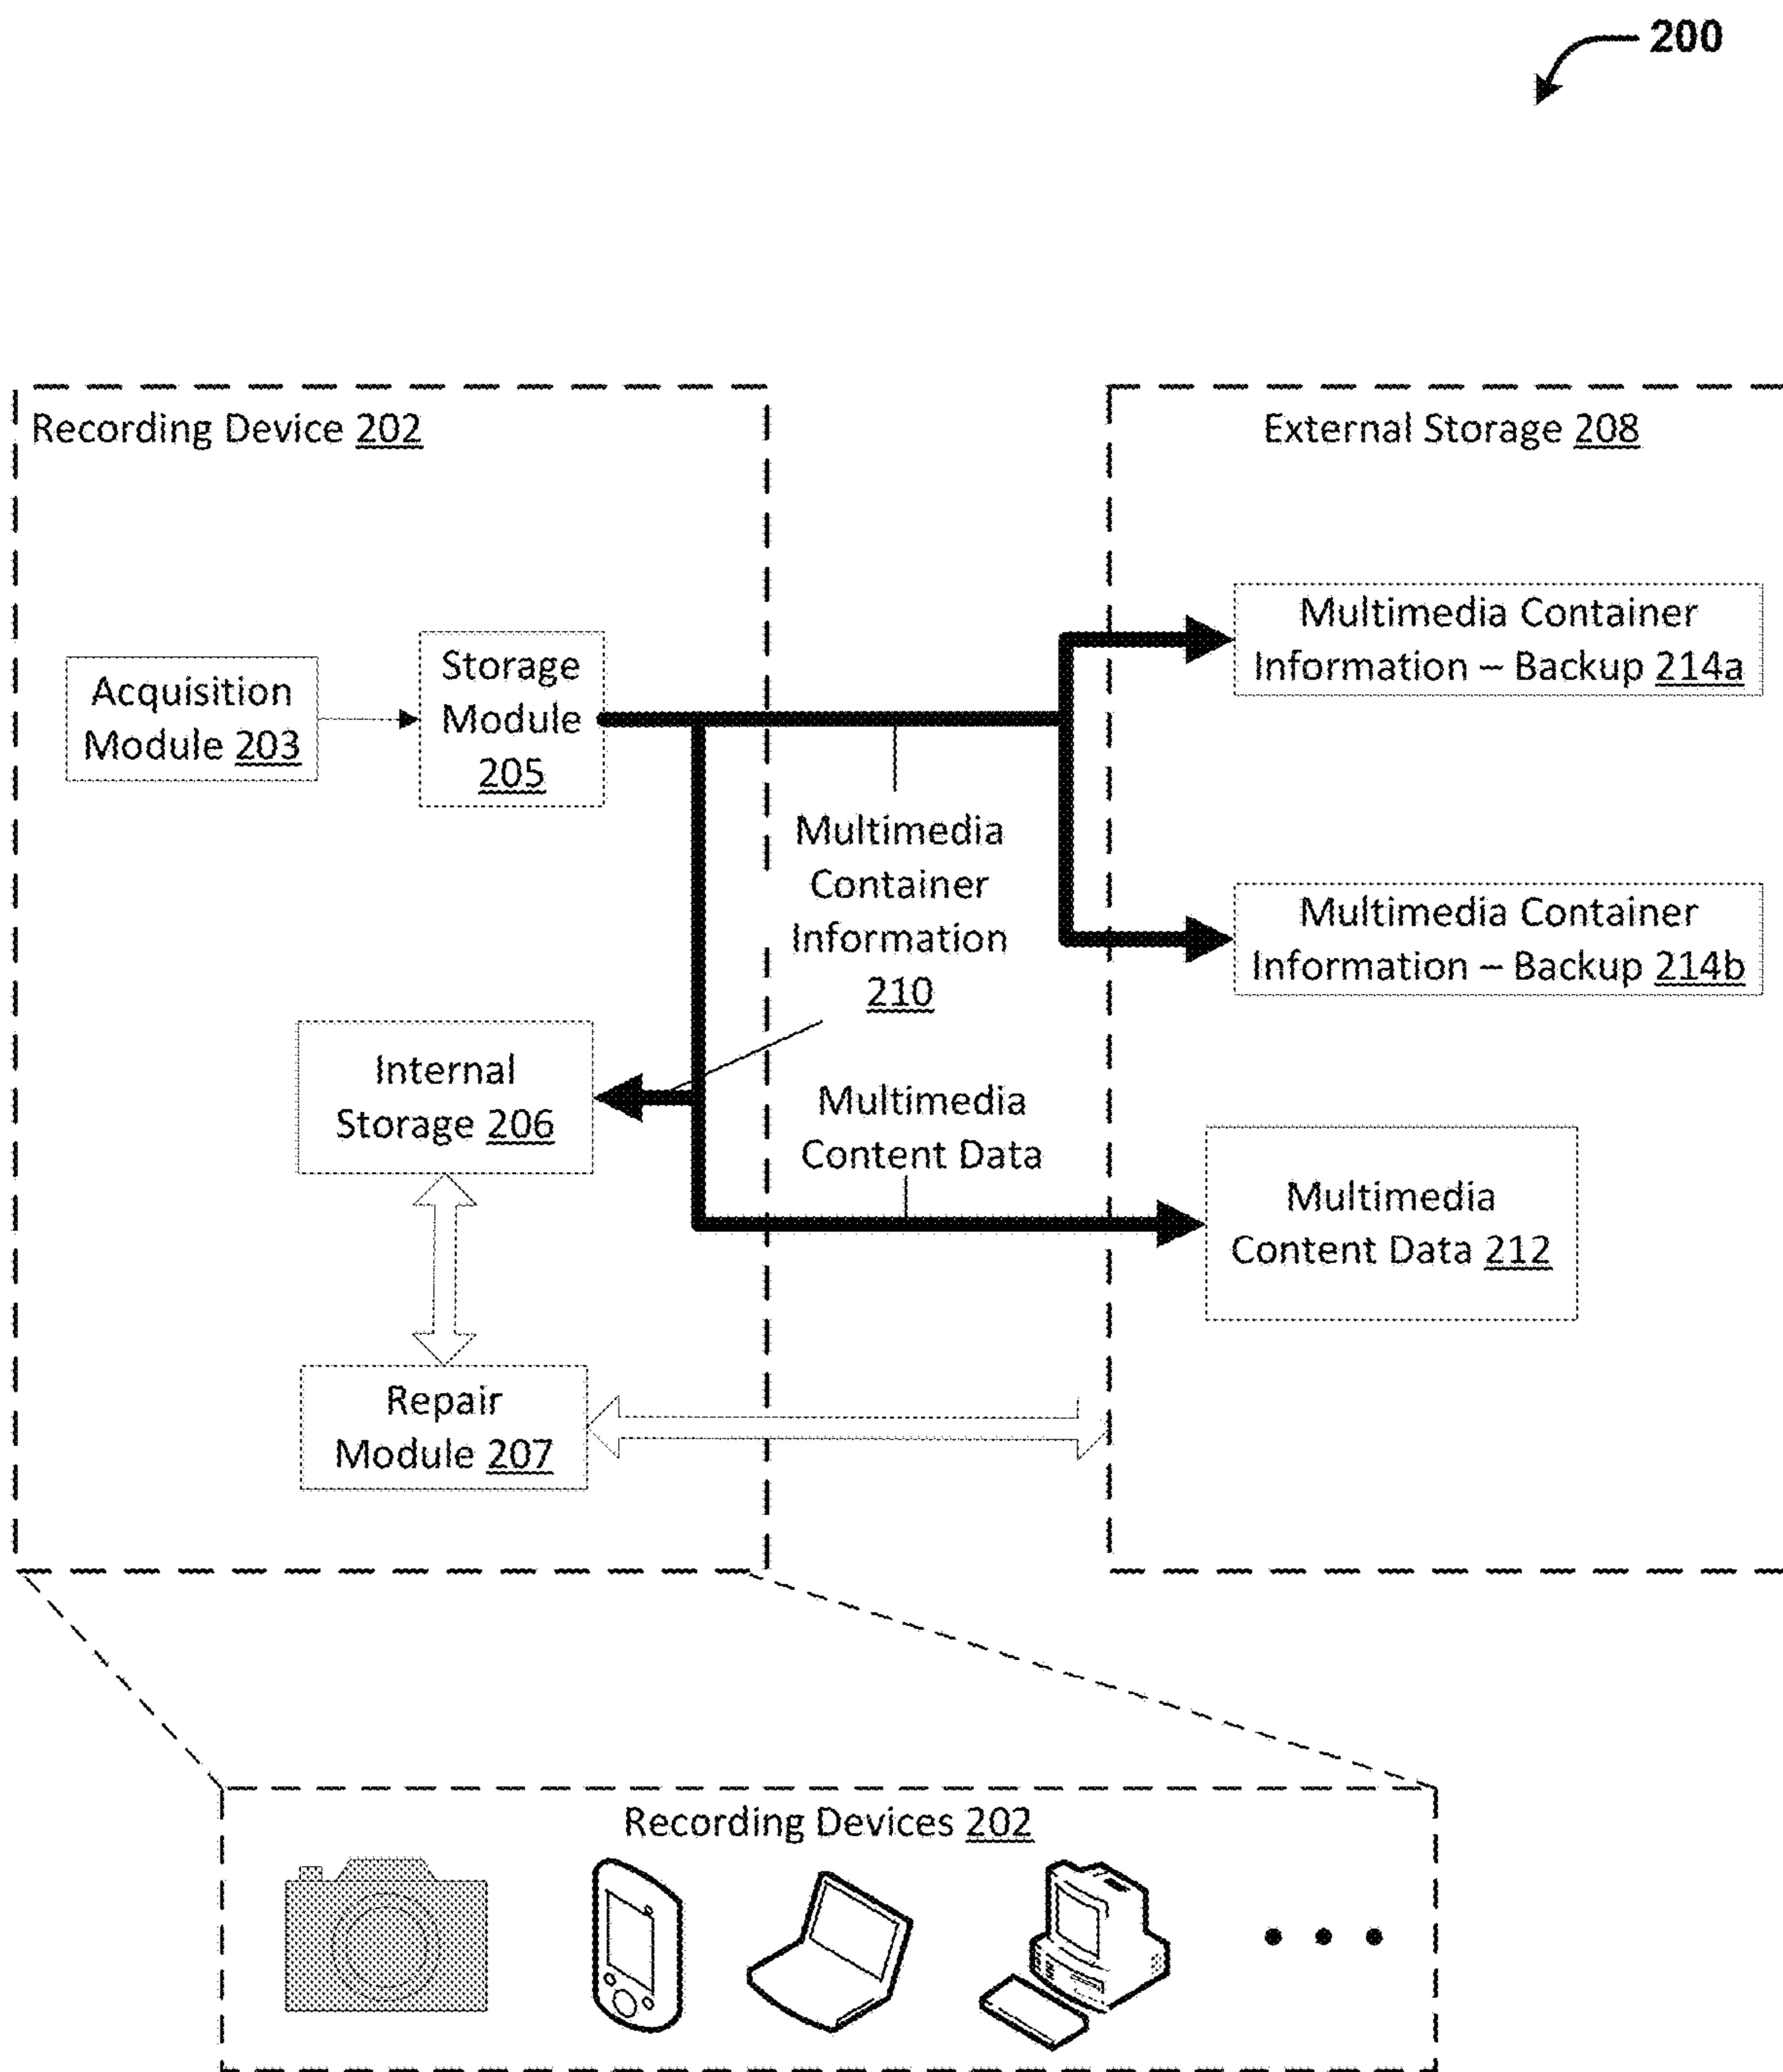 200
Recording Device 202
External Storage 208
Acquisition
Module 203
Storage
Module
205
Multimedia Container
Information – Backup 214a
Multimedia
Container
Information
210
Multimedia Container
Information – Backup 214b
Internal
Storage 206
Multimedia
Content Data
Multimedia
Content Data 212
Repair
Module 207
Recording Devices 202